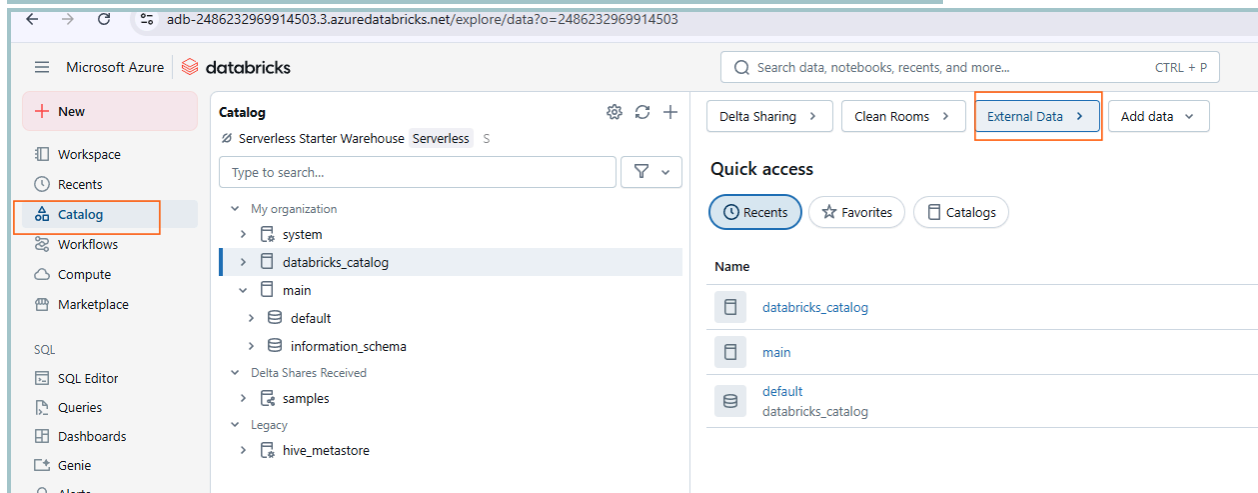 adb-2486232969914503.3.azuredatabricks.net/explore/data?o=2486232969914503
Microsoft Azure databricks
Search data, notebooks, recents, and more... CTRL + P
New
Workspace
Recents
Catalog
Workflows
Compute
Marketplace
SQL
SQL Editor
Queries
Dashboards
Genie
Alerts
Catalog
Serverless Starter Warehouse Serverless S
Type to search...
My organization
system
databricks_catalog
main
default
information_schema
Delta Shares Received
samples
Legacy
hive_metastore
Delta Sharing > Clean Rooms > External Data > Add data
Quick access
Recents Favorites Catalogs
Name
databricks_catalog
main
default
databricks_catalog